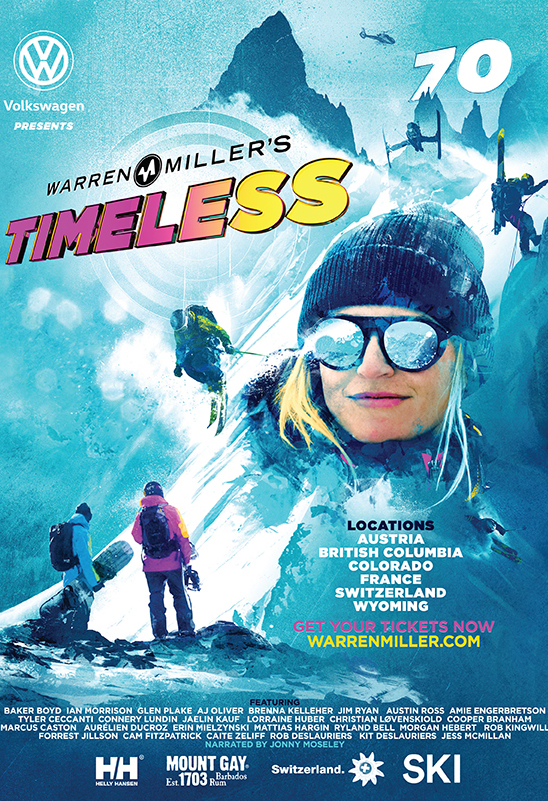 Volkswagen
PRESENTS
70
WARREN MILLER'S
TIMELESS
LOCATIONS
AUSTRIA
BRITISH COLUMBIA
COLORADO
FRANCE
SWITZERLAND
WYOMING
GET YOUR TICKETS NOW
WARRENMILLER.COM
FEATURING
BAKER BOYD IAN MORRISON GLEN PLAKE AJ OLIVER BRENNA KELLEHER JIM RYAN AUSTIN ROSS AMIE ENGERBRETSON
TYLER CECCANTI CONNERY LUNDIN JAELIN KAUF LORRAINE HUBER CHRISTIAN LØVENSKIOLD COOPER BRANHAM
MARCUS CASTON AURÉLIEN DUCROZ ERIN MIELZYNSKI MATTIAS HARGIN RYLAND BELL MORGAN HEBERT ROB KINGWILL
FORREST JILLSON CAM FITZPATRICK CAITE ZELIFF ROB DESLAURIERS KIT DESLAURIERS JESS MCMILLAN
NARRATED BY JONNY MOSELEY
HH
HELLY HANSEN
MOUNT GAY
Est. 1703 Barbados Rum
Switzerland.
SKI